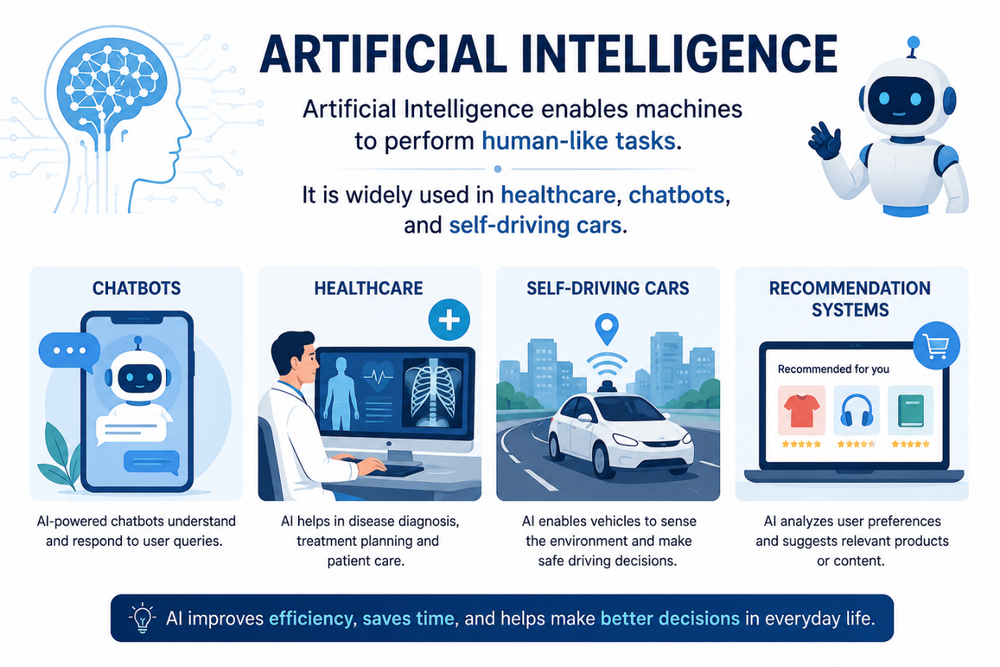 ARTIFICIAL INTELLIGENCE
Artificial Intelligence enables machines
to perform human-like tasks.
It is widely used in healthcare, chatbots,
and self-driving cars.
CHATBOTS
AI-powered chatbots understand
and respond to user queries.
HEALTHCARE
AI helps in disease diagnosis,
treatment planning and
patient care.
SELF-DRIVING CARS
AI enables vehicles to sense
the environment and make
safe driving decisions.
RECOMMENDATION
SYSTEMS
Recommended for you
AI analyzes user preferences
and suggests relevant products
or content.
AI improves efficiency, saves time, and helps make better decisions in everyday life.